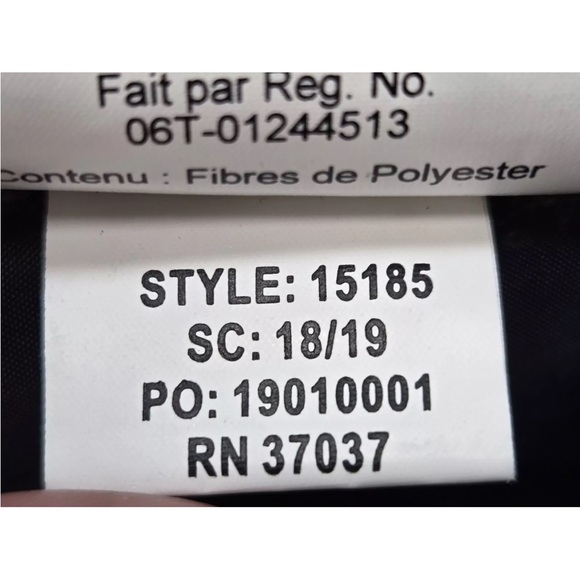 Fait par Reg. No.
06T-01244513
Contenu : Fibres de Polyester
STYLE: 15185
SC: 18/19
PO: 19010001
RN 37037